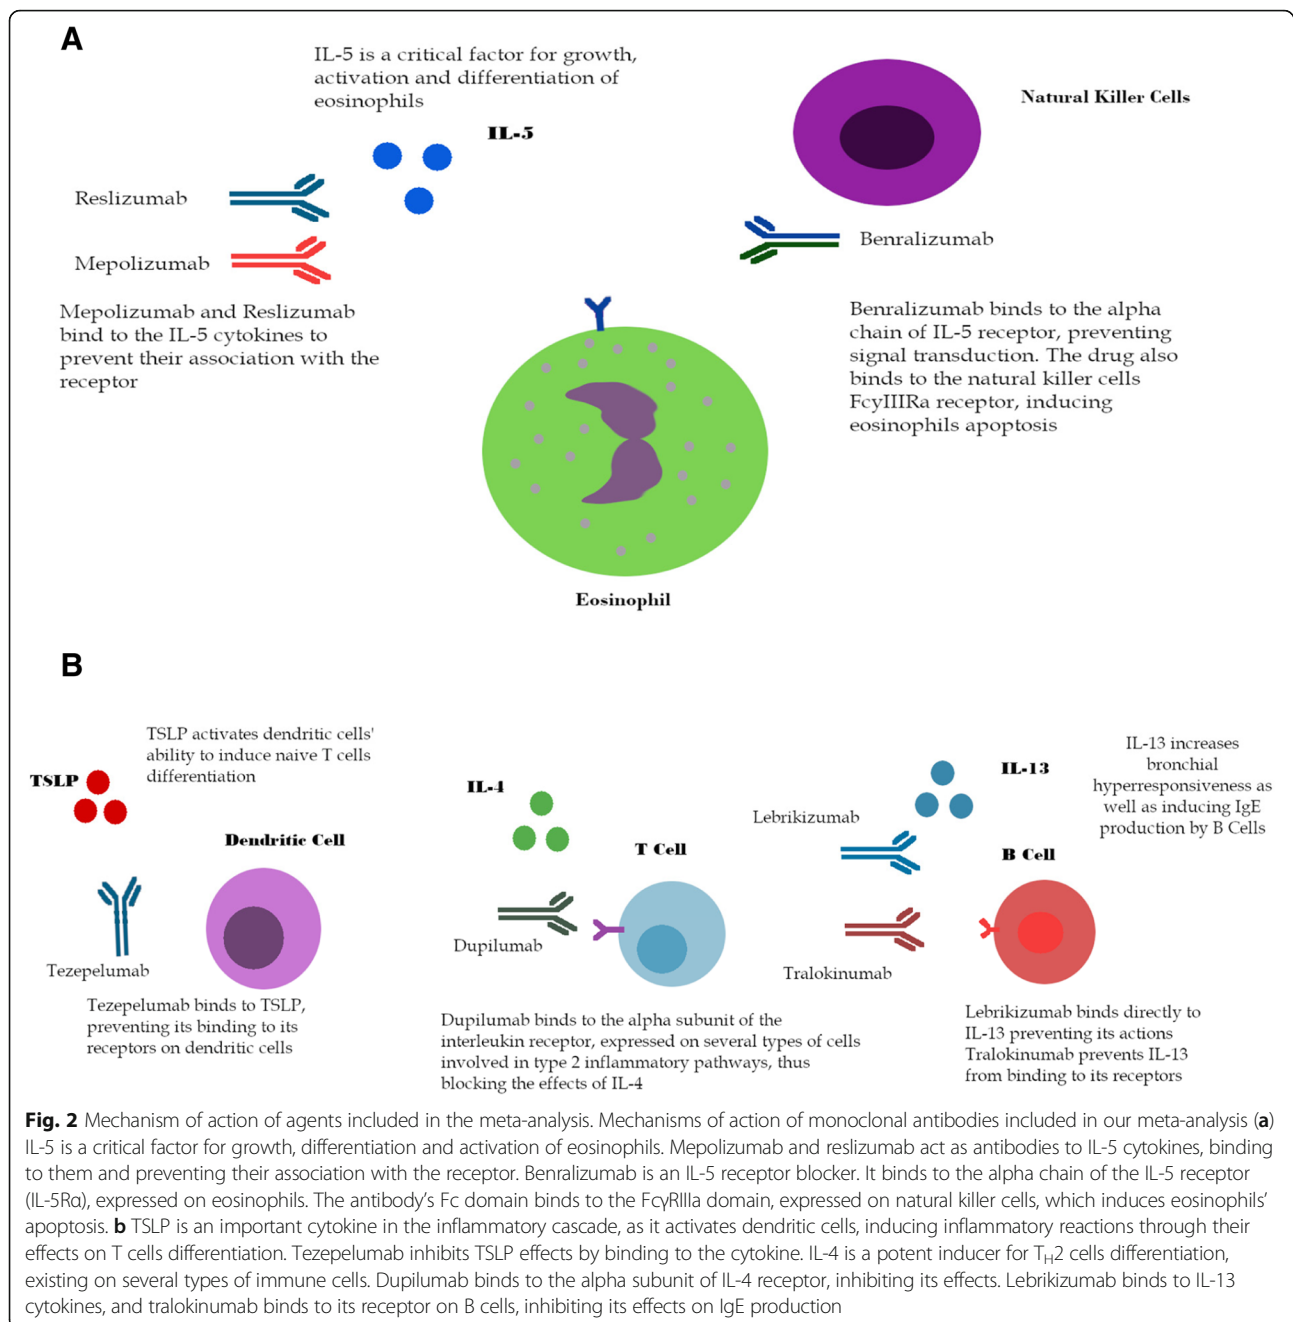 A
IL-5 is a critical factor for growth,
activation and differentiation of
eosinophils
IL-5
Natural Killer Cells
Reslizumab
Mepolizumab
Benralizumab
Mepolizumab and Reslizumab
bind to the IL-5 cytokines to
prevent their association with the
receptor
Benralizumab binds to the alpha
chain of IL-5 receptor, preventing
signal transduction. The drug also
binds to the natural killer cells
FcyIIIRa receptor, inducing
eosinophils apoptosis
Eosinophil
B
TSLP activates dendritic cells'
ability to induce naive T cells
differentiation
TSLP
Dendritic Cell
Tezepelumab
Tezepelumab binds to TSLP,
preventing its binding to its
receptors on dendritic cells
IL-4
T Cell
Dupilumab
Dupilumab binds to the alpha subunit of the
interleukin receptor, expressed on several types of cells
involved in type 2 inflammatory pathways, thus
blocking the effects of IL-4
IL-13
IL-13 increases
bronchial
hyperresponsiveness as
well as inducing IgE
production by B Cells
Lebrikizumab
B Cell
Tralokinumab
Lebrikizumab binds directly to
IL-13 preventing its actions
Tralokinumab prevents IL-13
from binding to its receptors
Fig. 2 Mechanism of action of agents included in the meta-analysis. Mechanisms of action of monoclonal antibodies included in our meta-analysis (a)
IL-5 is a critical factor for growth, differentiation and activation of eosinophils. Mepolizumab and reslizumab act as antibodies to IL-5 cytokines, binding
to them and preventing their association with the receptor. Benralizumab is an IL-5 receptor blocker. It binds to the alpha chain of the IL-5 receptor
(IL-5Rα), expressed on eosinophils. The antibody's Fc domain binds to the FcγRIIIa domain, expressed on natural killer cells, which induces eosinophils'
apoptosis. b TSLP is an important cytokine in the inflammatory cascade, as it activates dendritic cells, inducing inflammatory reactions through their
effects on T cells differentiation. Tezepelumab inhibits TSLP effects by binding to the cytokine. IL-4 is a potent inducer for TH2 cells differentiation,
existing on several types of immune cells. Dupilumab binds to the alpha subunit of IL-4 receptor, inhibiting its effects. Lebrikizumab binds to IL-13
cytokines, and tralokinumab binds to its receptor on B cells, inhibiting its effects on IgE production